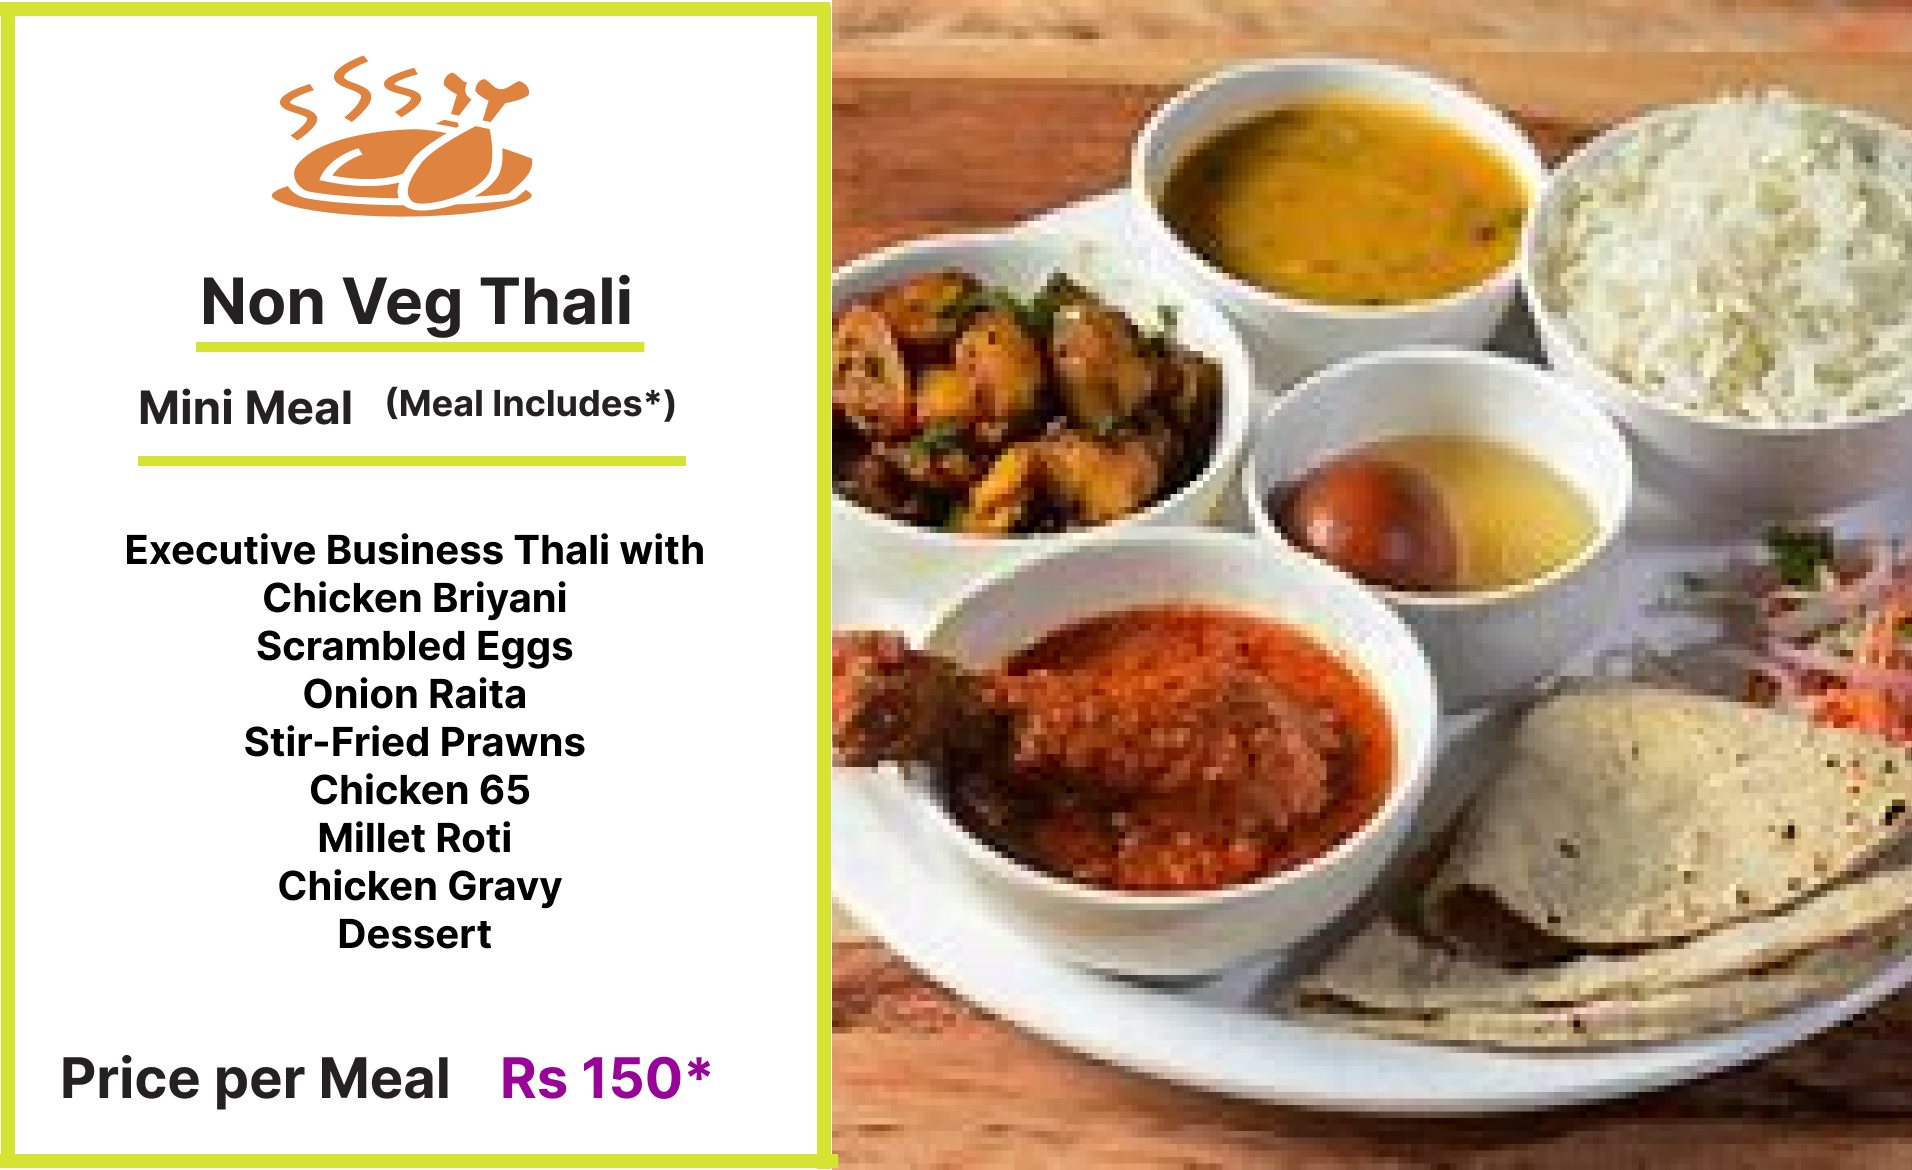 Non Veg Thali
Mini Meal (Meal Includes*)
Executive Business Thali with
Chicken Briyani
Scrambled Eggs
Onion Raita
Stir-Fried Prawns
Chicken 65
Millet Roti
Chicken Gravy
Dessert
Price per Meal Rs 150*